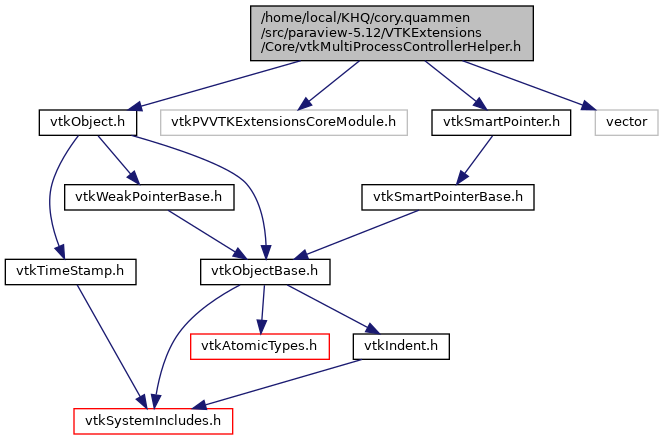 /home/local/KHQ/cory.quammen
/src/paraview-5.12/VTKExtensions
/Core/vtkMultiProcessControllerHelper.h
vtkObject.h
vtkPVVTKExtensionsCoreModule.h
vtkSmartPointer.h
vector
vtkWeakPointerBase.h
vtkSmartPointerBase.h
vtkTimeStamp.h
vtkObjectBase.h
vtkAtomicTypes.h
vtkIndent.h
vtkSystemIncludes.h